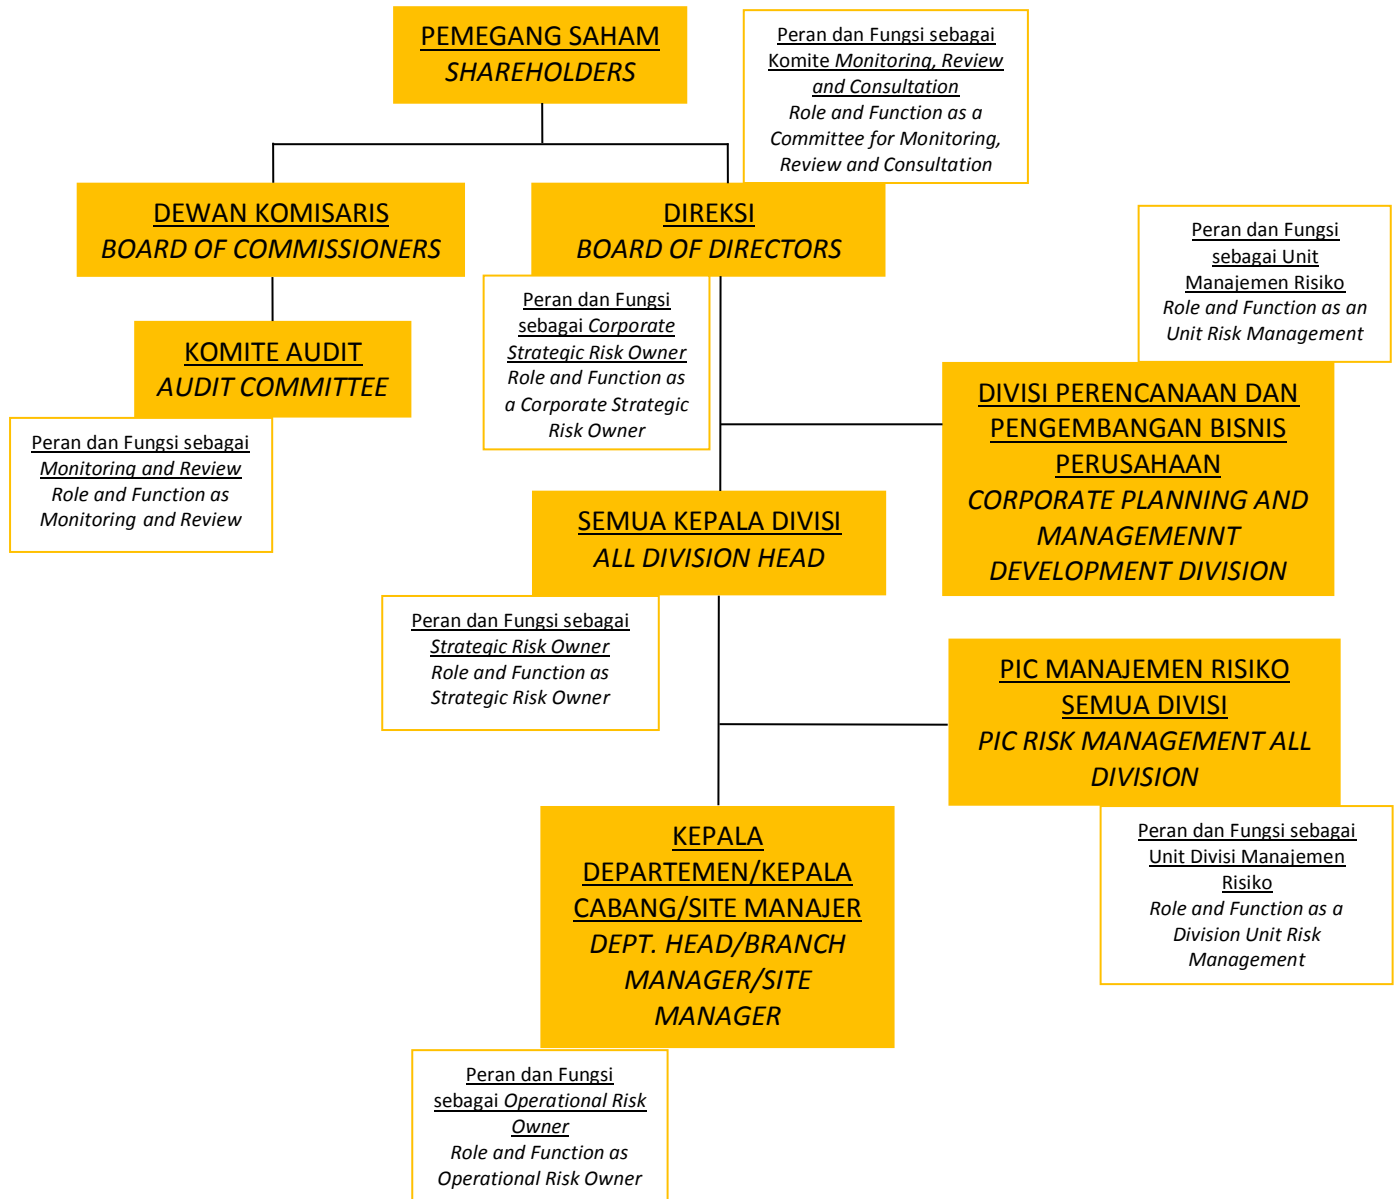 PEMEGANG SAHAM
SHAREHOLDERS
Peran dan Fungsi sebagai
Komite Monitoring, Review
and Consultation
Role and Function as a
Committee for Monitoring,
Review and Consultation
DEWAN KOMISARIS
BOARD OF COMMISSIONERS
DIREKSI
BOARD OF DIRECTORS
Peran dan Fungsi
sebagai Unit
Manajemen Risiko
Role and Function as an
Unit Risk Management
Peran dan Fungsi
sebagai Corporate
Strategic Risk Owner
Role and Function as
a Corporate Strategic
Risk Owner
KOMITE AUDIT
AUDIT COMMITTEE
Peran dan Fungsi sebagai
Monitoring and Review
Role and Function as
Monitoring and Review
DIVISI PERENCANAAN DAN
PENGEMBANGAN BISNIS
PERUSAHAAN
CORPORATE PLANNING AND
MANAGEMENNT
DEVELOPMENT DIVISION
SEMUA KEPALA DIVISI
ALL DIVISION HEAD
Peran dan Fungsi sebagai
Strategic Risk Owner
Role and Function as
Strategic Risk Owner
PIC MANAJEMEN RISIKO
SEMUA DIVISI
PIC RISK MANAGEMENT ALL
DIVISION
Peran dan Fungsi sebagai
Unit Divisi Manajemen
Risiko
Role and Function as a
Division Unit Risk
Management
KEPALA
DEPARTEMEN/KEPALA
CABANG/SITE MANAJER
DEPT. HEAD/BRANCH
MANAGER/SITE
MANAGER
Peran dan Fungsi
sebagai Operational Risk
Owner
Role and Function as
Operational Risk Owner